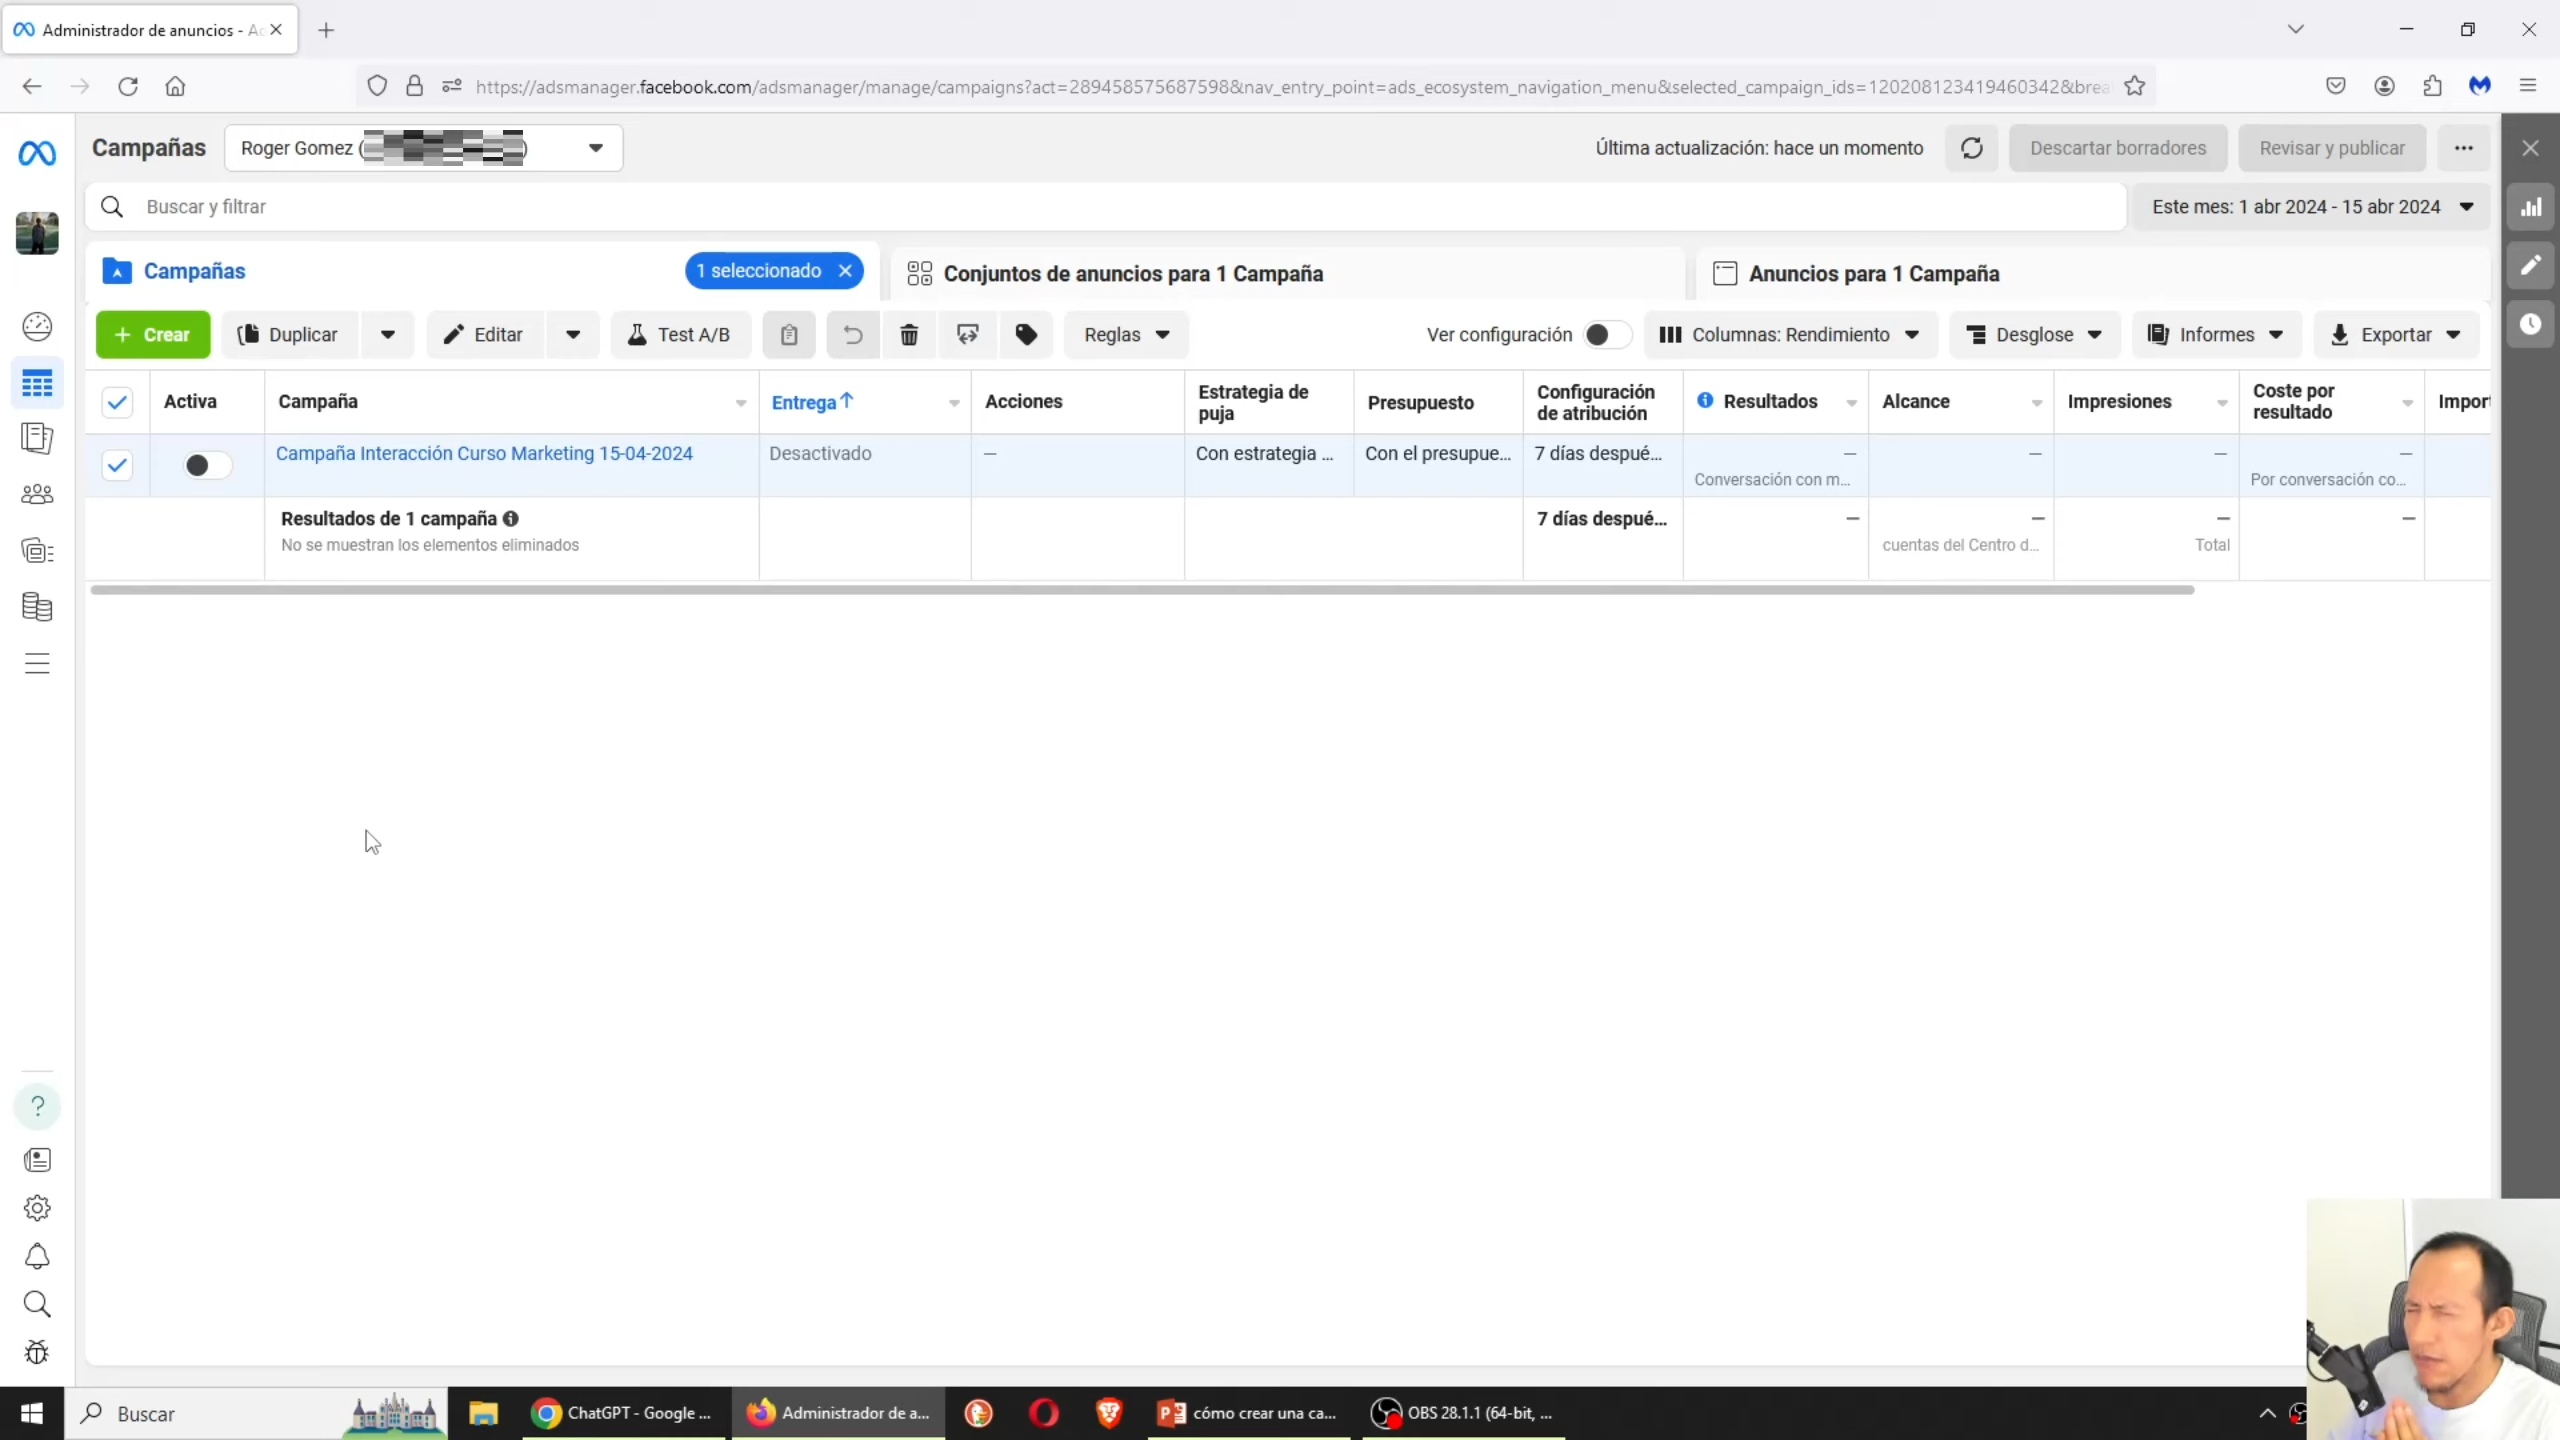 Administrador de anuncios - Ad
https://adsmanager.facebook.com/adsmanager/manage/campaigns?act=289458575687598&nav_entry_point=ads_ecosystem_navigation_menu&selected_campaign_ids=120208123419460342&brea
Campañas
Roger Gomez (
)
Última actualización: hace un momento
Descartar borradores
Revisar y publicar
Buscar y filtrar
Este mes: 1 abr 2024 - 15 abr 2024
Campañas
1 seleccionado
Conjuntos de anuncios para 1 Campaña
Anuncios para 1 Campaña
+ Crear
Duplicar
Editar
Test A/B
Reglas
Ver configuración
Columnas: Rendimiento
Desglose
Informes
Exportar
Activa
Campaña
Entrega↑
Acciones
Estrategia de
puja
Presupuesto
Configuración
de atribución
Resultados
Alcance
Impresiones
Coste por
resultado
Import
Campaña Interacción Curso Marketing 15-04-2024
Desactivado
—
Con estrategia ...
Con el presupue...
7 días despué...
—
Conversación con m...
—
—
—
Por conversación co...
Resultados de 1 campaña
No se muestran los elementos eliminados
7 días despué...
—
—
cuentas del Centro d...
—
Total
—
Buscar
ChatGPT - Google ...
Administrador de a...
cómo crear una ca...
OBS 28.1.1 (64-bit, ...